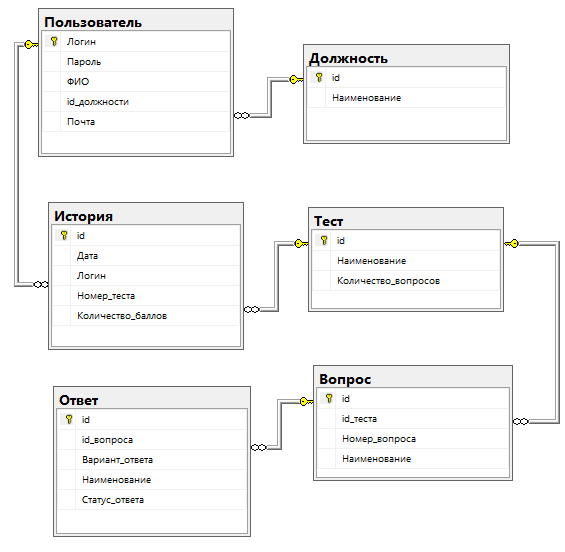 Пользователь
Логин
Пароль
ФИО
id_должности
Почта
Должность
id
Наименование
История
id
Дата
Логин
Номер_теста
Количество_баллов
Тест
id
Наименование
Количество_вопросов
Ответ
id
id_вопроса
Вариант_ответа
Наименование
Статус_ответа
Вопрос
id
id_теста
Номер_вопроса
Наименование